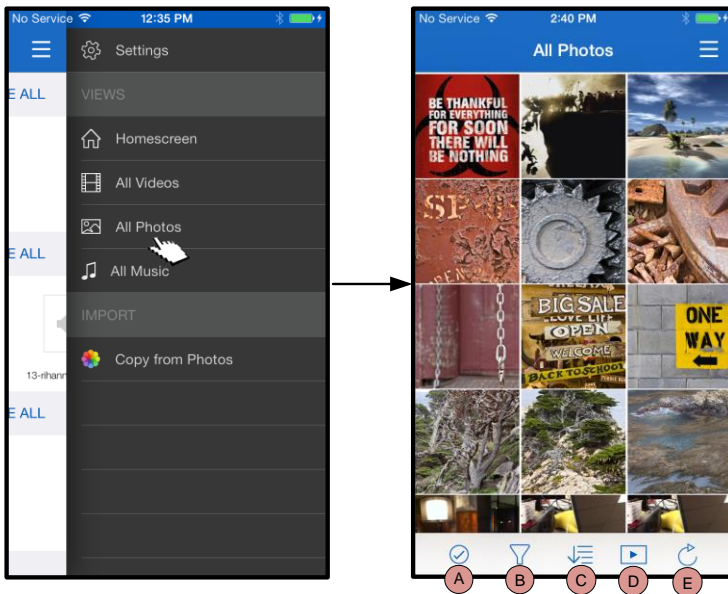 No Service 12:35 PM
Settings
E ALL
VIEWS
Homescreen
All Videos
All Photos
E ALL
All Music
IMPORT
Copy from Photos
13-rihann
E ALL
No Service 2:40 PM
All Photos
BE THANKFUL
FOR EVERYTHING
FOR SOON
THERE WILL
BE NOTHING
BIG SALE
LOVE LIFE
OPEN
WELCOME
BACK TO SCHOOL
ONE
WAY
A B C D E